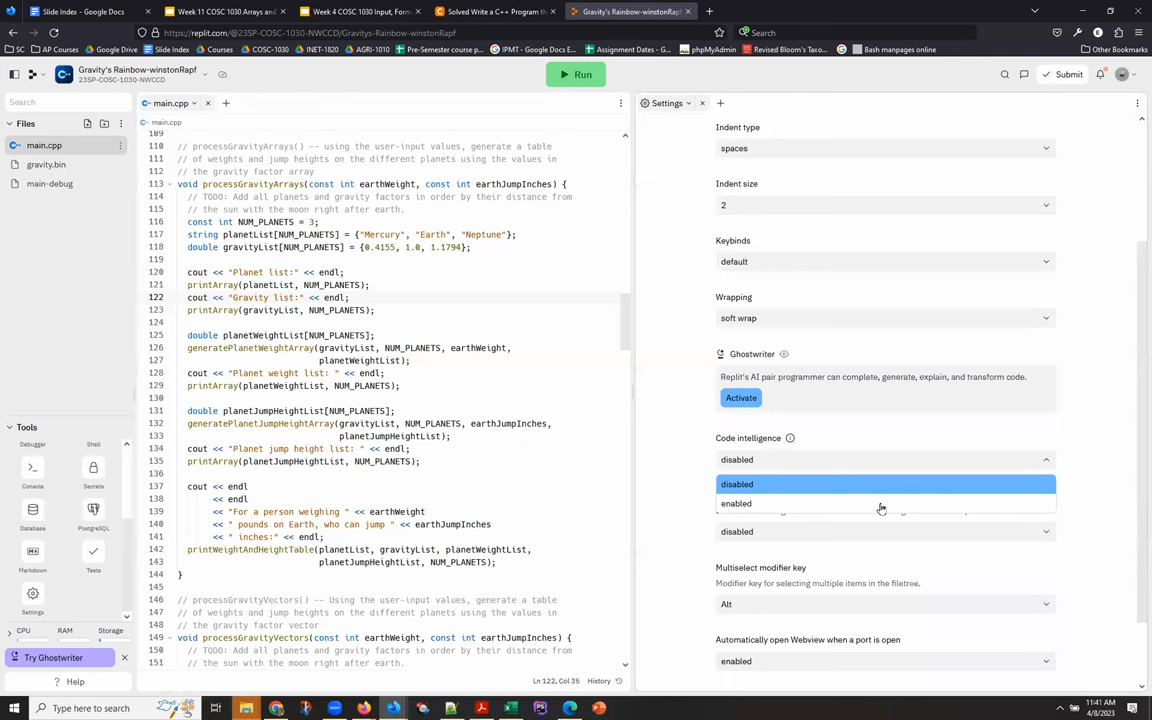 Slide Index - Google Docs
Week 11 COSC 1030 Arrays and
Week 4 COSC 1030 Input, Form
Solved Write a C++ Program th
Gravity's Rainbow-winstonRapf
https://replit.com/@23SP-COSC-1030-NWCCD/Gravitys-Rainbow-winstonRapf
Search
SC
AP Courses
Google Drive
Slide Index
Courses
COSC-1030
INET-1820
AGRI-1010
Pre-Semester course p...
IPMT - Google Docs E...
Assignment Dates - G...
phpMyAdmin
Revised Bloom's Taxo...
Bash manpages online
Other Bookmarks
Gravity's Rainbow-winstonRapf
23SP-COSC-1030-NWCCD
Run
Submit
Search
Files
main.cpp
gravity.bin
main-debug
Tools
Debugger
Shell
Console
Secrets
Database
PostgreSQL
Markdown
Tests
Settings
CPU
RAM
Storage
Try Ghostwriter
Help
main.cpp
main.cpp
109
110 // processGravityArrays() -- using the user-input values, generate a table
111 // of weights and jump heights on the different planets using the values in
112 // the gravity factor array
113 void processGravityArrays(const int earthWeight, const int earthJumpInches) {
114 // TODO: Add all planets and gravity factors in order by their distance from
115 // the sun with the moon right after earth.
116 const int NUM_PLANETS = 3;
117 string planetList[NUM_PLANETS] = {"Mercury", "Earth", "Neptune"};
118 double gravityList[NUM_PLANETS] = {0.4155, 1.0, 1.1794};
119
120 cout << "Planet list:" << endl;
121 printArray(planetList, NUM_PLANETS);
122 cout << "Gravity list:" << endl;
123 printArray(gravityList, NUM_PLANETS);
124
125 double planetWeightList[NUM_PLANETS];
126 generatePlanetWeightArray(gravityList, NUM_PLANETS, earthWeight,
127 planetWeightList);
128 cout << "Planet weight list: " << endl;
129 printArray(planetWeightList, NUM_PLANETS);
130
131 double planetJumpHeightList[NUM_PLANETS];
132 generatePlanetJumpHeightArray(gravityList, NUM_PLANETS, earthJumpInches,
133 planetJumpHeightList);
134 cout << "Planet jump height list: " << endl;
135 printArray(planetJumpHeightList, NUM_PLANETS);
136
137 cout << endl
138 << endl
139 << "For a person weighing " << earthWeight
140 << " pounds on Earth, who can jump " << earthJumpInches
141 << " inches:" << endl;
142 printWeightAndHeightTable(planetList, gravityList, planetWeightList,
143 planetJumpHeightList, NUM_PLANETS);
144 }
145
146 // processGravityVectors() -- Using the user-input values, generate a table
147 // of weights and jump heights on the different planets using the values in
148 // the gravity factor vector
149 void processGravityVectors(const int earthWeight, const int earthJumpInches) {
150 // TODO: Add all planets and gravity factors in order by their distance from
151 // the sun with the moon right after earth.
Ln 122, Col 35
History
Settings
Indent type
spaces
Indent size
2
Keybinds
default
Wrapping
soft wrap
Ghostwriter
Replit's AI pair programmer can complete, generate, explain, and transform code.
Activate
Code intelligence
disabled
disabled
enabled
disabled
Multiselect modifier key
Modifier key for selecting multiple items in the filetree.
Alt
Automatically open Webview when a port is open
enabled
Type here to search
11:41 AM
4/8/2023